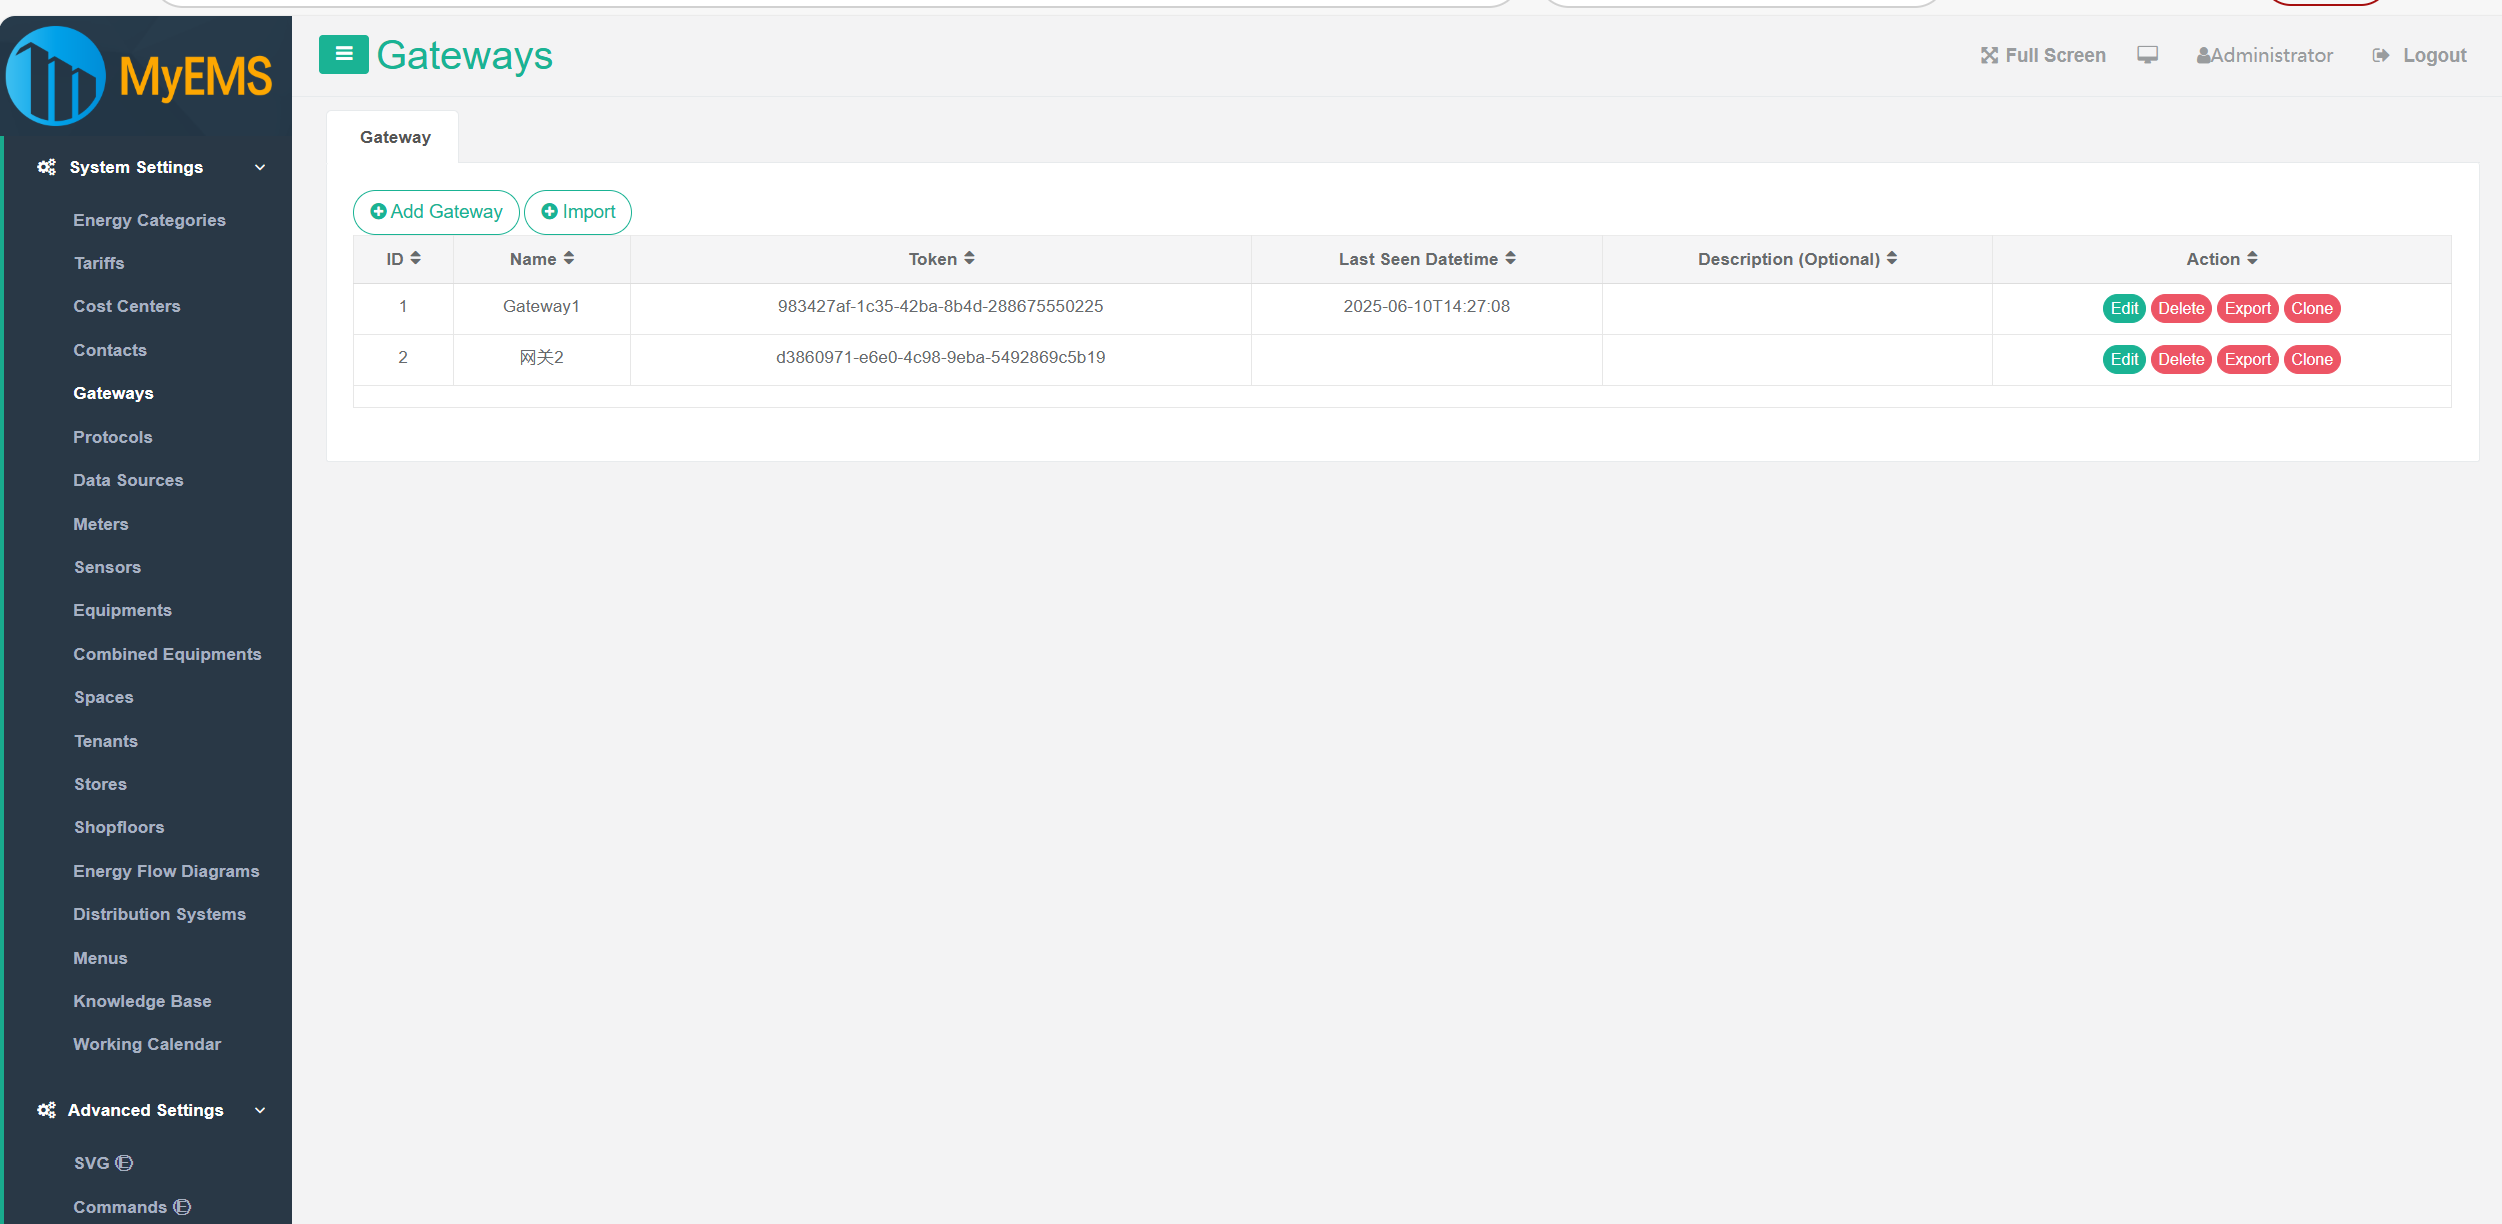 MyEMS
Gateways
Full Screen
Administrator
Logout
System Settings
Energy Categories
Tariffs
Cost Centers
Contacts
Gateways
Protocols
Data Sources
Meters
Sensors
Equipments
Combined Equipments
Spaces
Tenants
Stores
Shopfloors
Energy Flow Diagrams
Distribution Systems
Menus
Knowledge Base
Working Calendar
Advanced Settings
SVG Ⓔ
Commands Ⓔ
Gateway
Add Gateway Import
ID Name Token Last Seen Datetime Description (Optional) Action
1 Gateway1 983427af-1c35-42ba-8b4d-288675550225 2025-06-10T14:27:08 Edit Delete Export Clone
2 网关2 d3860971-e6e0-4c98-9eba-5492869c5b19 Edit Delete Export Clone